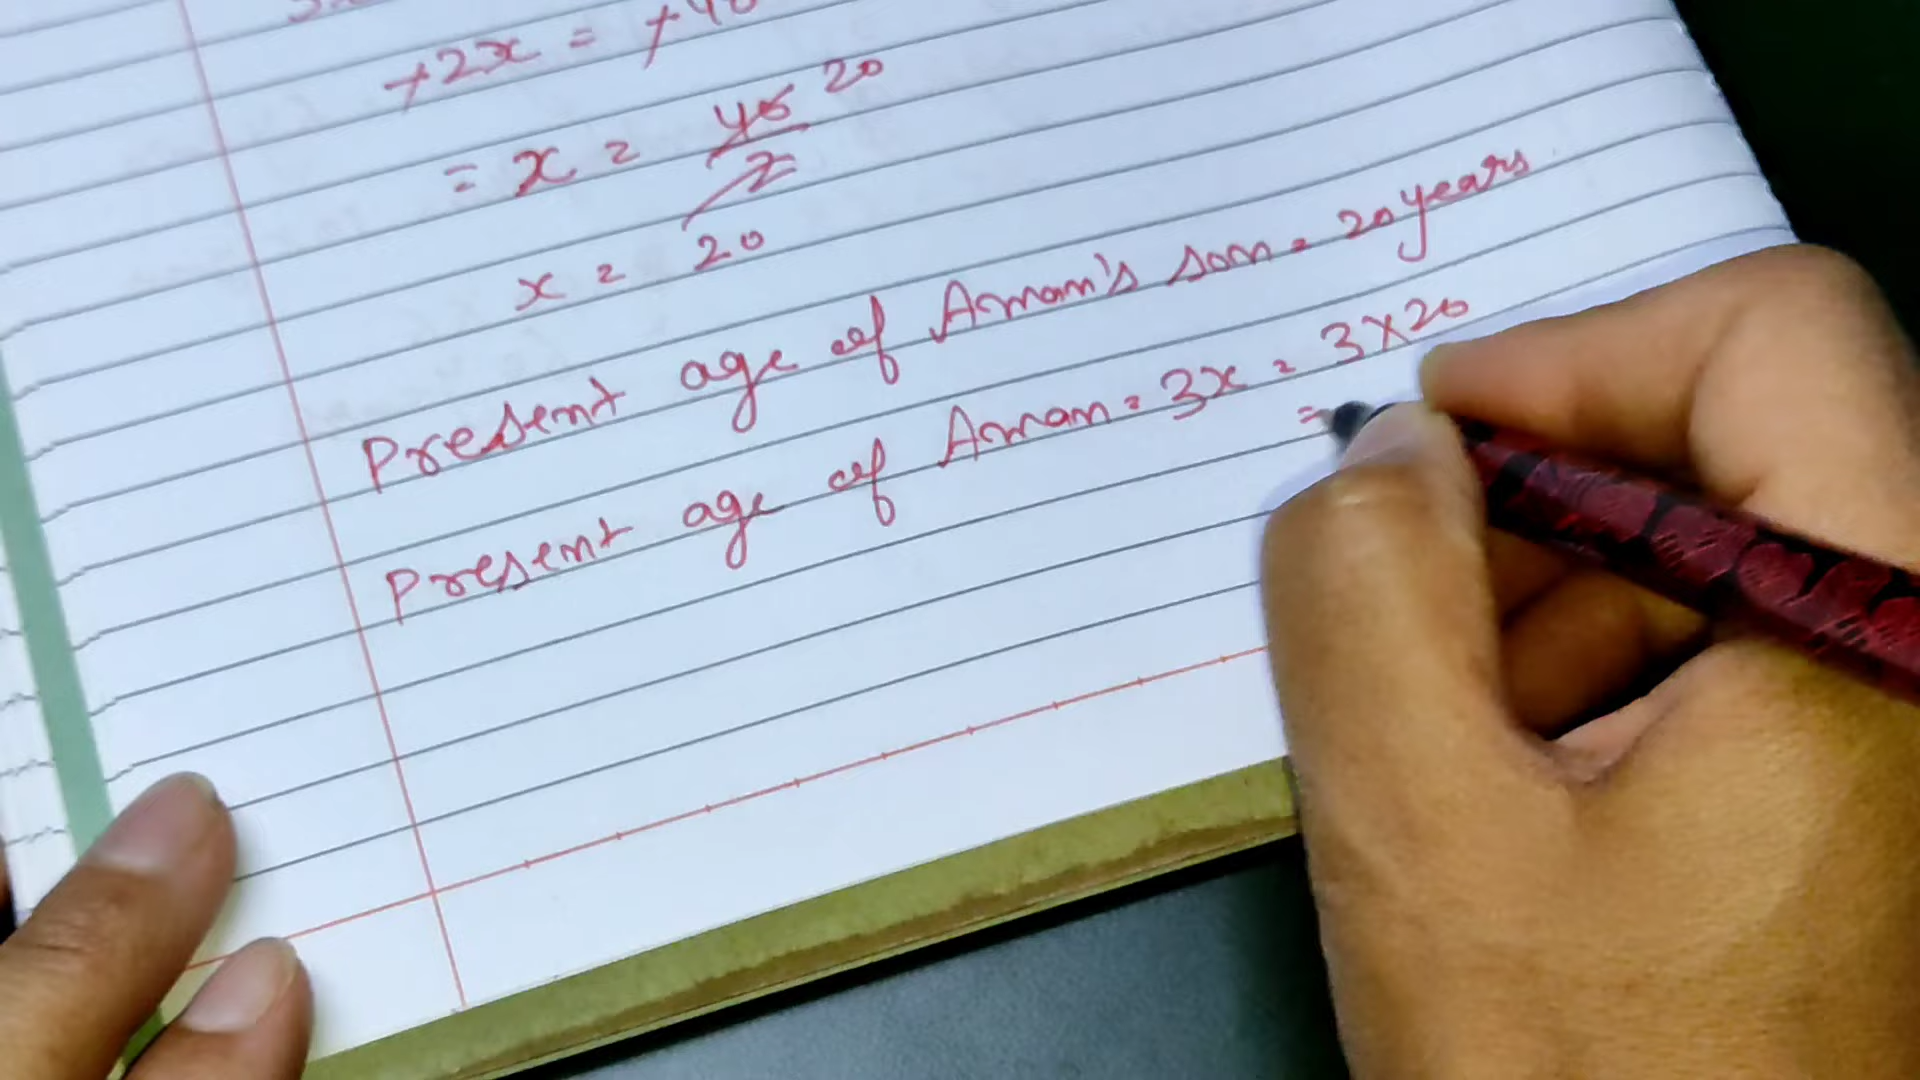 +2x = +40
= x = 40/2 20
x = 20
Present age of Aman's son = 20 years
Present age of Aman = 3x = 3×20
=